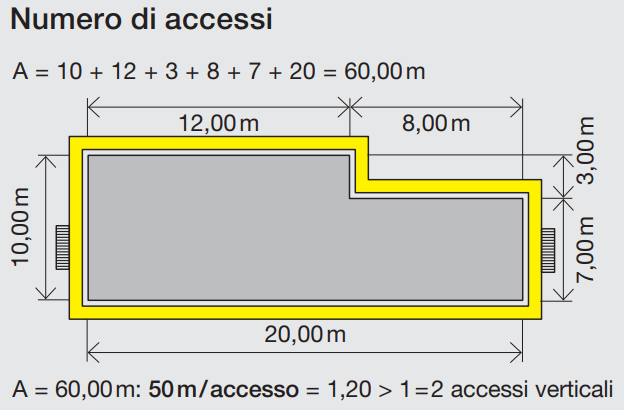 Numero di accessi
A = 10 + 12 + 3 + 8 + 7 + 20 = 60,00 m
12,00 m
8,00 m
3,00 m
10,00 m
7,00 m
20,00 m
A = 60,00 m: 50 m/accesso = 1,20 > 1 = 2 accessi verticali